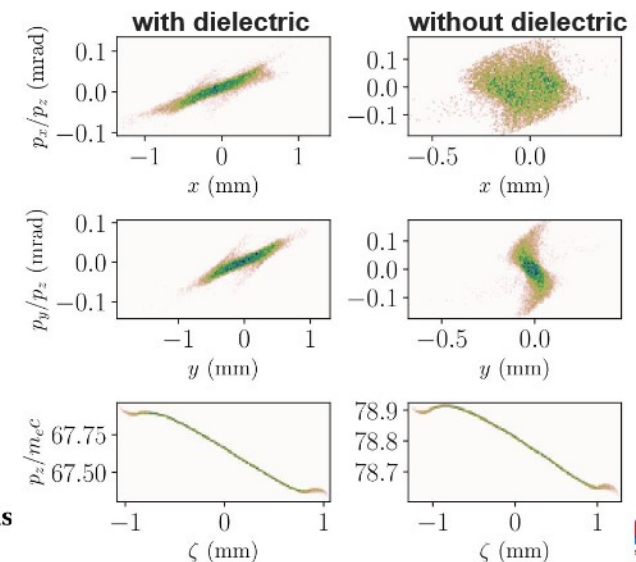 with dielectric without dielectric
p_x/p_z (mrad)
0.1
0.0
−0.1
−1 0 1
x (mm)
0.1
0.0
−0.1
−0.5 0.0
x (mm)
p_y/p_z (mrad)
0.1
0.0
−0.1
−1 0 1
y (mm)
0.1
0.0
−0.1
−0.5 0.0
y (mm)
p_z/m_ec
67.75
67.50
−1 0 1
ζ (mm)
78.9
78.8
78.7
−1 0 1
ζ (mm)